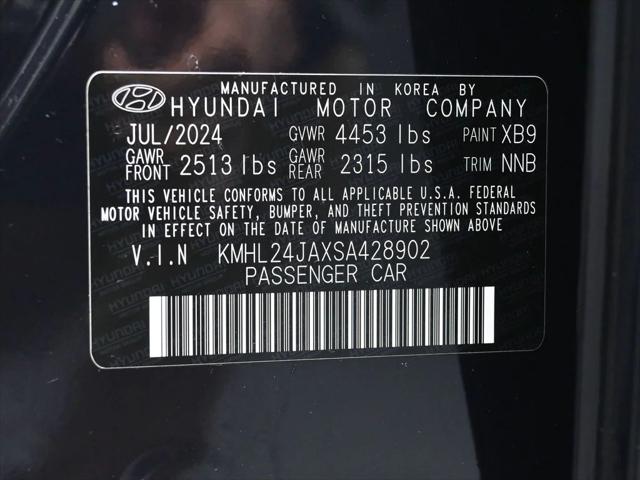 MANUFACTURED IN KOREA BY
HYUNDAI MOTOR COMPANY
JUL/2024 GVWR 4453 lbs PAINT XB9
GAWR FRONT 2513 lbs GAWR REAR 2315 lbs TRIM NNB
THIS VEHICLE CONFORMS TO ALL APPLICABLE U.S.A. FEDERAL
MOTOR VEHICLE SAFETY, BUMPER, AND THEFT PREVENTION STANDARDS
IN EFFECT ON THE DATE OF MANUFACTURE SHOWN ABOVE
V.I.N KMHL24JAXSA428902
PASSENGER CAR